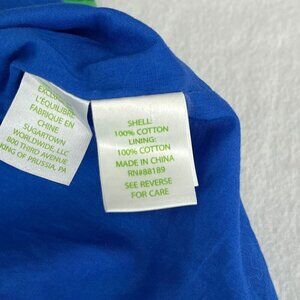 L'EQUILIBRE
FABRIQUE EN
CHINE
SUGARTOWN
WORLDWIDE, LLC
800 THIRD AVENUE
KING OF PRUSSIA, PA
SHELL:
100% COTTON
LINING:
100% COTTON
MADE IN CHINA
RN#88189
SEE REVERSE
FOR CARE